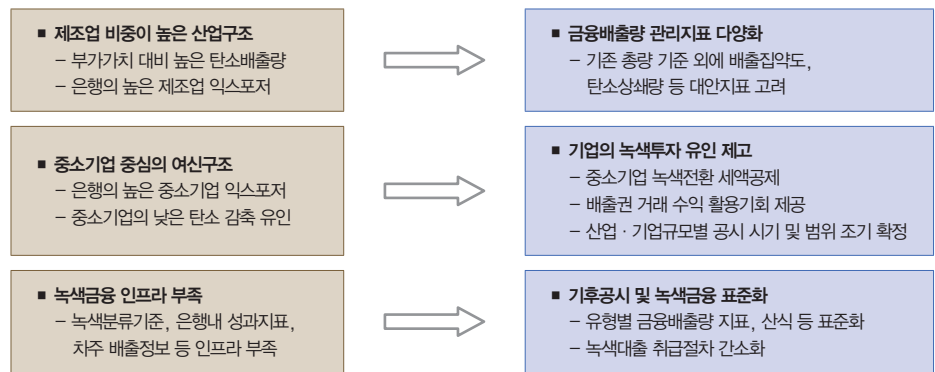 ■ 제조업 비중이 높은 산업구조
– 부가가치 대비 높은 탄소배출량
– 은행의 높은 제조업 익스포저
■ 금융배출량 관리지표 다양화
– 기존 총량 기준 외에 배출집약도,
탄소상쇄량 등 대안지표 고려
■ 중소기업 중심의 여신구조
– 은행의 높은 중소기업 익스포저
– 중소기업의 낮은 탄소 감축 유인
■ 기업의 녹색투자 유인 제고
– 중소기업 녹색전환 세액공제
– 배출권 거래 수익 활용기회 제공
– 산업 · 기업규모별 공시 시기 및 범위 조기 확정
■ 녹색금융 인프라 부족
– 녹색분류기준, 은행내 성과지표,
차주 배출정보 등 인프라 부족
■ 기후공시 및 녹색금융 표준화
– 유형별 금융배출량 지표, 산식 등 표준화
– 녹색대출 취급절차 간소화